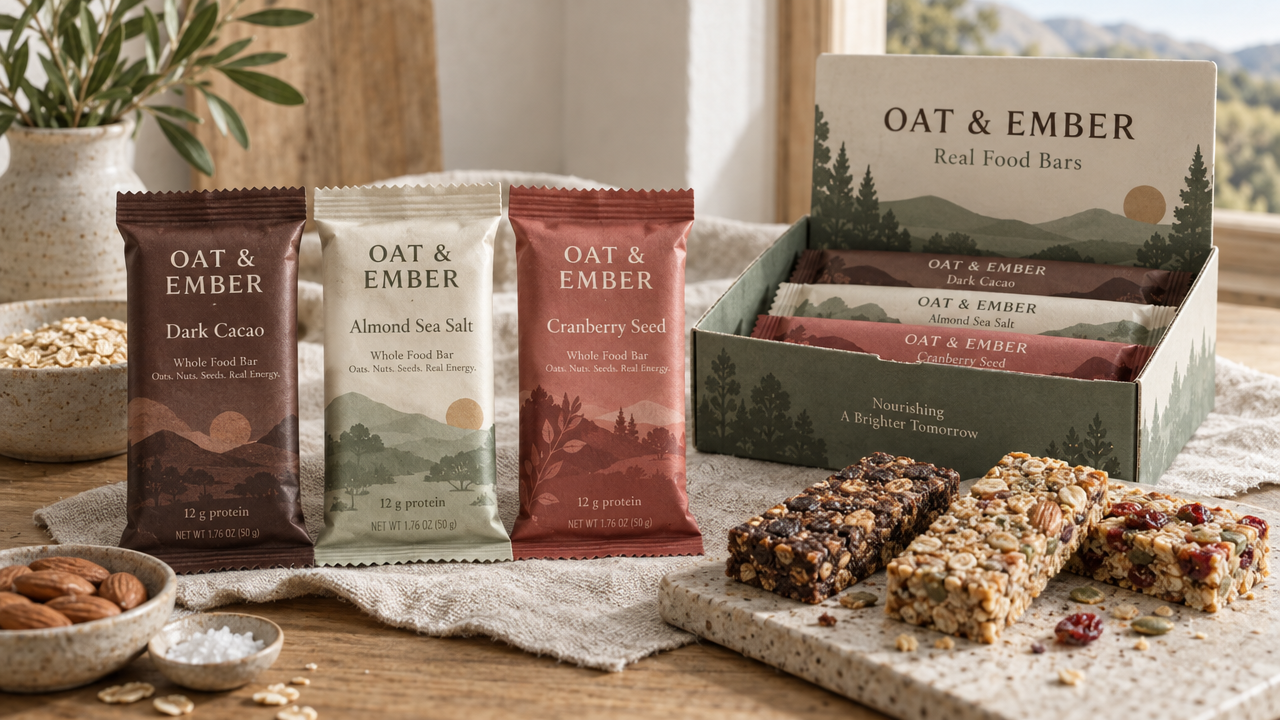 OAT &
EMBER
Dark Cacao
Whole Food Bar
Oats. Nuts. Seeds. Real Energy.
12 g protein
NET WT 1.76 OZ (50 g)
OAT &
EMBER
Almond Sea Salt
Whole Food Bar
Oats. Nuts. Seeds. Real Energy.
12 g protein
NET WT 1.76 OZ (50 g)
OAT &
EMBER
Cranberry Seed
Whole Food Bar
Oats. Nuts. Seeds. Real Energy.
12 g protein
NET WT 1.76 OZ (50 g)
OAT & EMBER
Real Food Bars
OAT & EMBER
Dark Cacao
OAT & EMBER
Almond Sea Salt
OAT & EMBER
Cranberry Seed
Nourishing
A Brighter Tomorrow